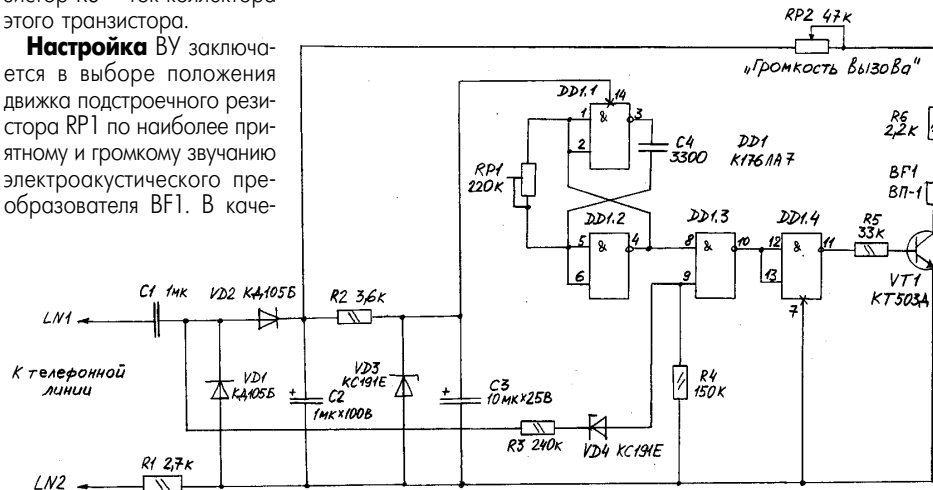 этого транзистора.
Настройка ВУ заключа-
ется в выборе положения
движка подстроечного рези-
стора RP1 по наиболее при-
ятному и громкому звучанию
электроакустического пре-
образователя BF1. В каче-
RP2 47к
„Громкость вызова"
DD1.1
14
1
&
3
2
C4
3300
DD1
К176ЛА7
RP1
220к
R6
2,2к
BF1
ВП-1
DD1.2
5
&
4
6
DD1.3
8
&
10
9
DD1.4
12
&
11
13
7
R5
33к
VT1
КТ503Д
C1 1мк
VD2 КД105Б
R2 3,6к
LN1
К телефонной
линии
VD1
КД105Б
+
C2
1мк×100В
VD3
КС191Е
+
C3
10мк×25В
R4
150к
R3 240к
VD4 КС191Е
R1 2,7к
LN2